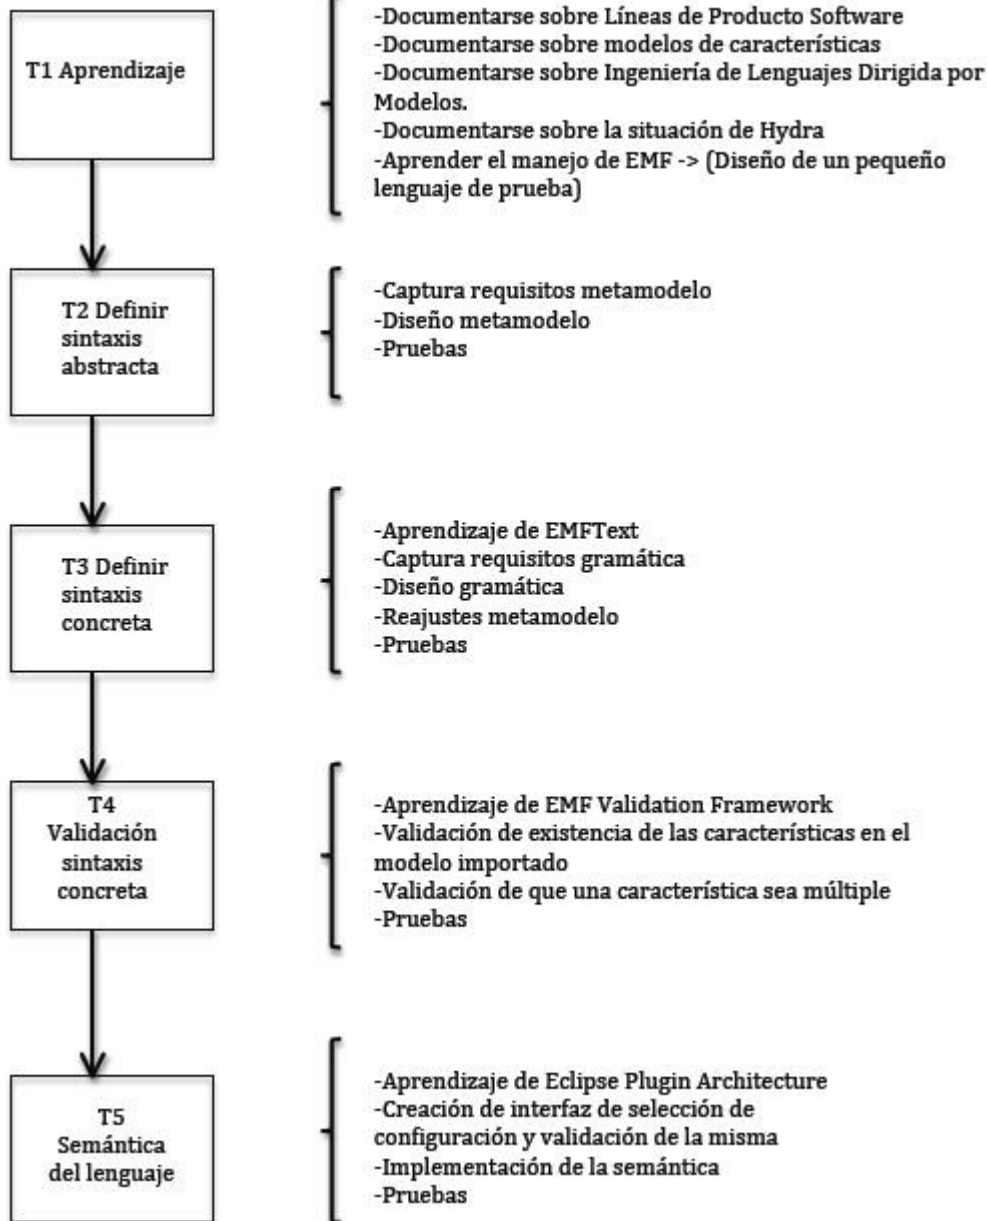 T1 Aprendizaje
-Documentarse sobre Líneas de Producto Software
-Documentarse sobre modelos de características
-Documentarse sobre Ingeniería de Lenguajes Dirigida por
Modelos.
-Documentarse sobre la situación de Hydra
-Aprender el manejo de EMF -> (Diseño de un pequeño
lenguaje de prueba)
T2 Definir
sintaxis
abstracta
-Captura requisitos metamodelo
-Diseño metamodelo
-Pruebas
T3 Definir
sintaxis
concreta
-Aprendizaje de EMFText
-Captura requisitos gramática
-Diseño gramática
-Reajustes metamodelo
-Pruebas
T4
Validación
sintaxis
concreta
-Aprendizaje de EMF Validation Framework
-Validación de existencia de las características en el
modelo importado
-Validación de que una característica sea múltiple
-Pruebas
T5
Semántica
del lenguaje
-Aprendizaje de Eclipse Plugin Architecture
-Creación de interfaz de selección de
configuración y validación de la misma
-Implementación de la semántica
-Pruebas